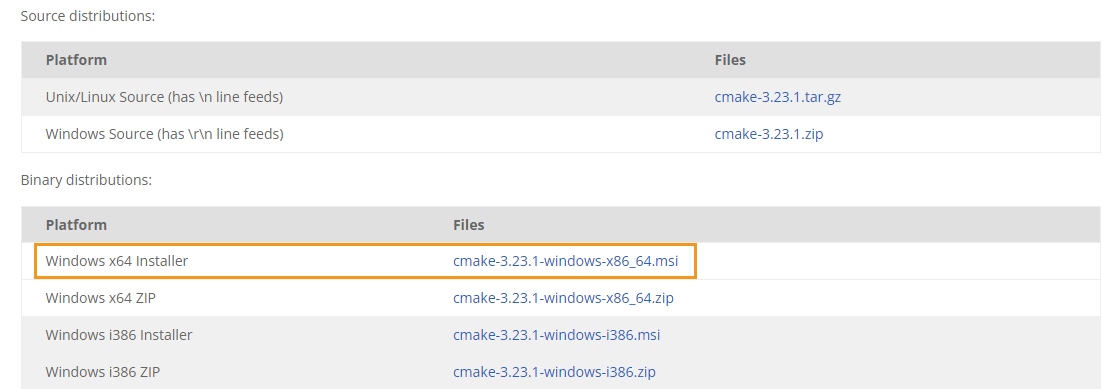 Source distributions:
Platform Files
Unix/Linux Source (has \n line feeds) cmake-3.23.1.tar.gz
Windows Source (has \r\n line feeds) cmake-3.23.1.zip
Binary distributions:
Platform Files
Windows x64 Installer cmake-3.23.1-windows-x86_64.msi
Windows x64 ZIP cmake-3.23.1-windows-x86_64.zip
Windows i386 Installer cmake-3.23.1-windows-i386.msi
Windows i386 ZIP cmake-3.23.1-windows-i386.zip